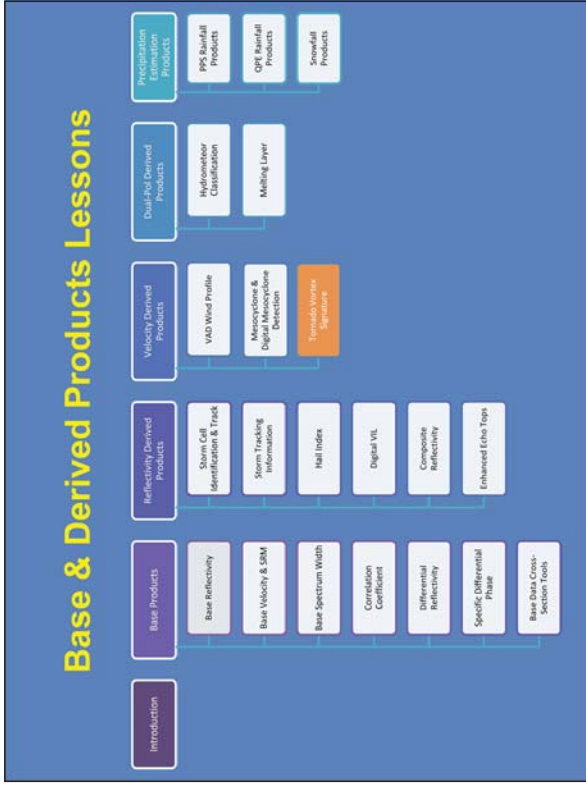 Base & Derived Products Lessons
Introduction
Base Products
Base Reflectivity
Base Velocity & SRM
Base Spectrum Width
Correlation
Coefficient
Differential
Reflectivity
Specific Differential
Phase
Base Data Cross-
Section Tools
Reflectivity Derived
Products
Storm Cell
Identification & Track
Storm Tracking
Information
Hail Index
Digital VIL
Composite
Reflectivity
Enhanced Echo Tops
Velocity Derived
Products
VAD Wind Profile
Mesocyclone &
Digital Mesocyclone
Detection
Tornado Vortex
Signature
Dual-Pol Derived
Products
Hydrometeor
Classification
Melting Layer
Precipitation
Estimation
Products
PPS Rainfall
Products
QPE Rainfall
Products
Snowfall
Products